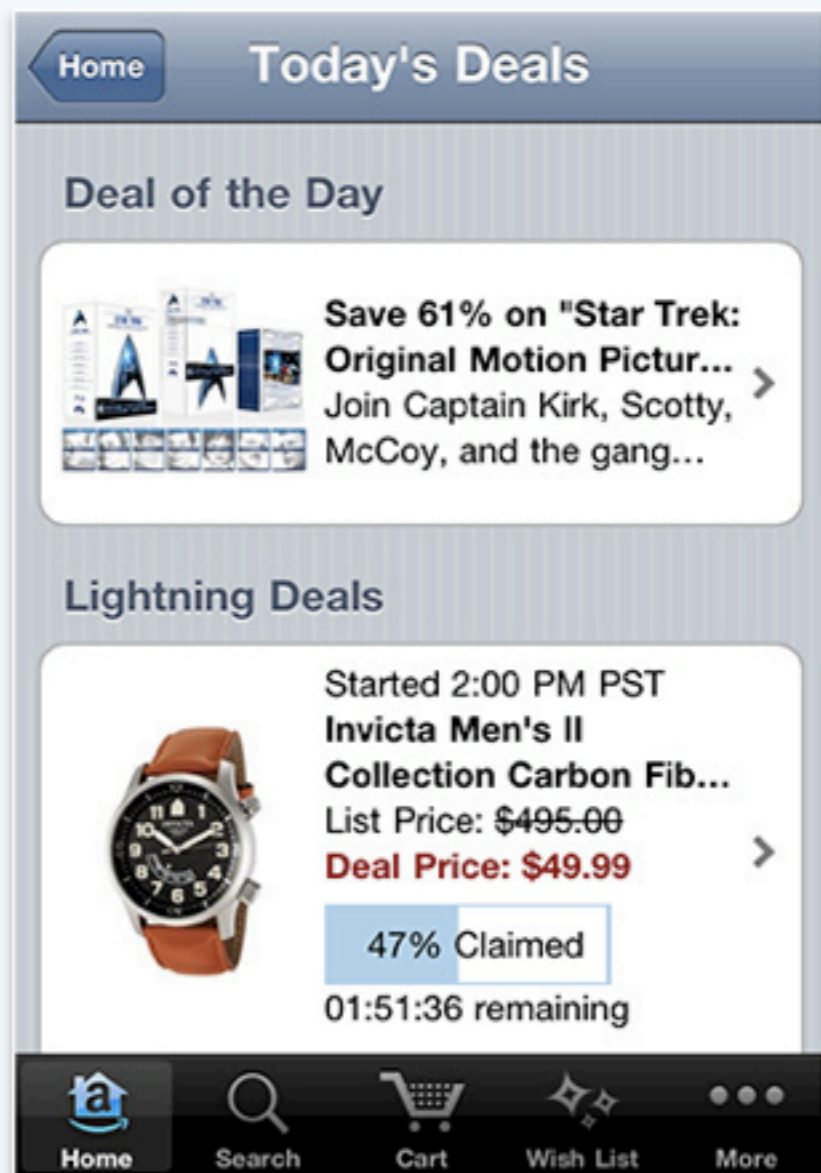 Home
Today's Deals
Deal of the Day
Save 61% on "Star Trek:
Original Motion Pictur...
Join Captain Kirk, Scotty,
McCoy, and the gang...
Lightning Deals
Started 2:00 PM PST
Invicta Men's II
Collection Carbon Fib...
List Price: $495.00
Deal Price: $49.99
47% Claimed
01:51:36 remaining
Home
Search
Cart
Wish List
More